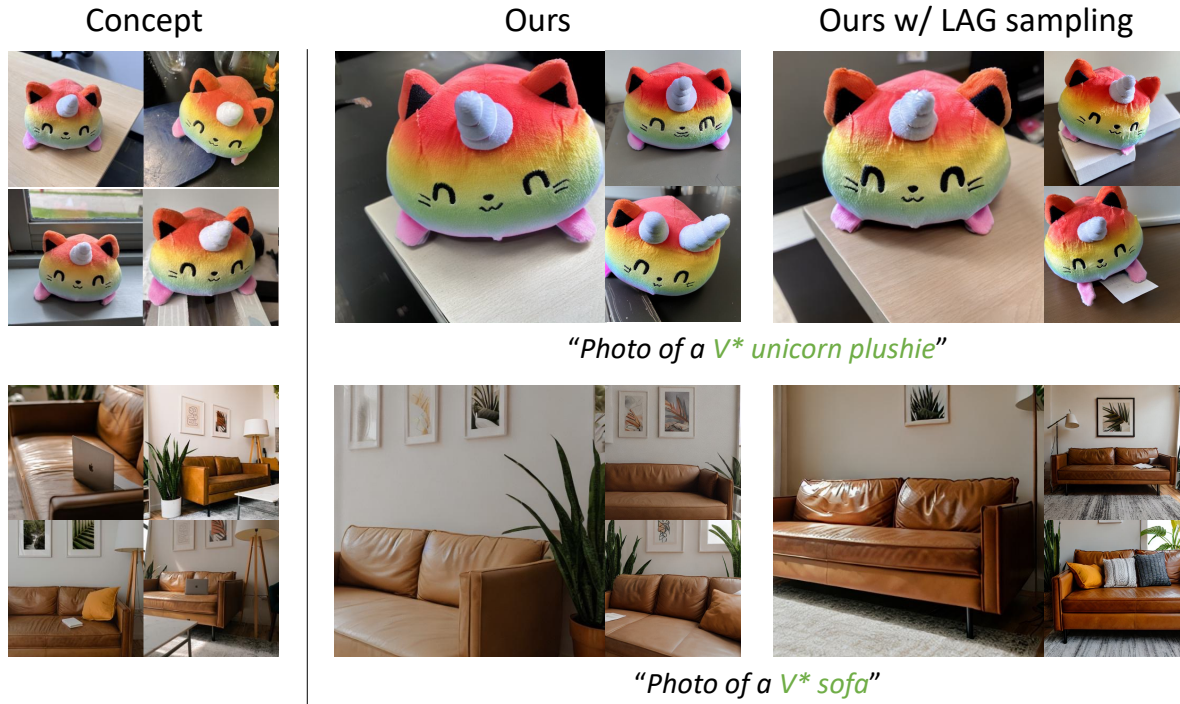 Concept
Ours
Ours w/ LAG sampling
“Photo of a V* unicorn plushie”
“Photo of a V* sofa”